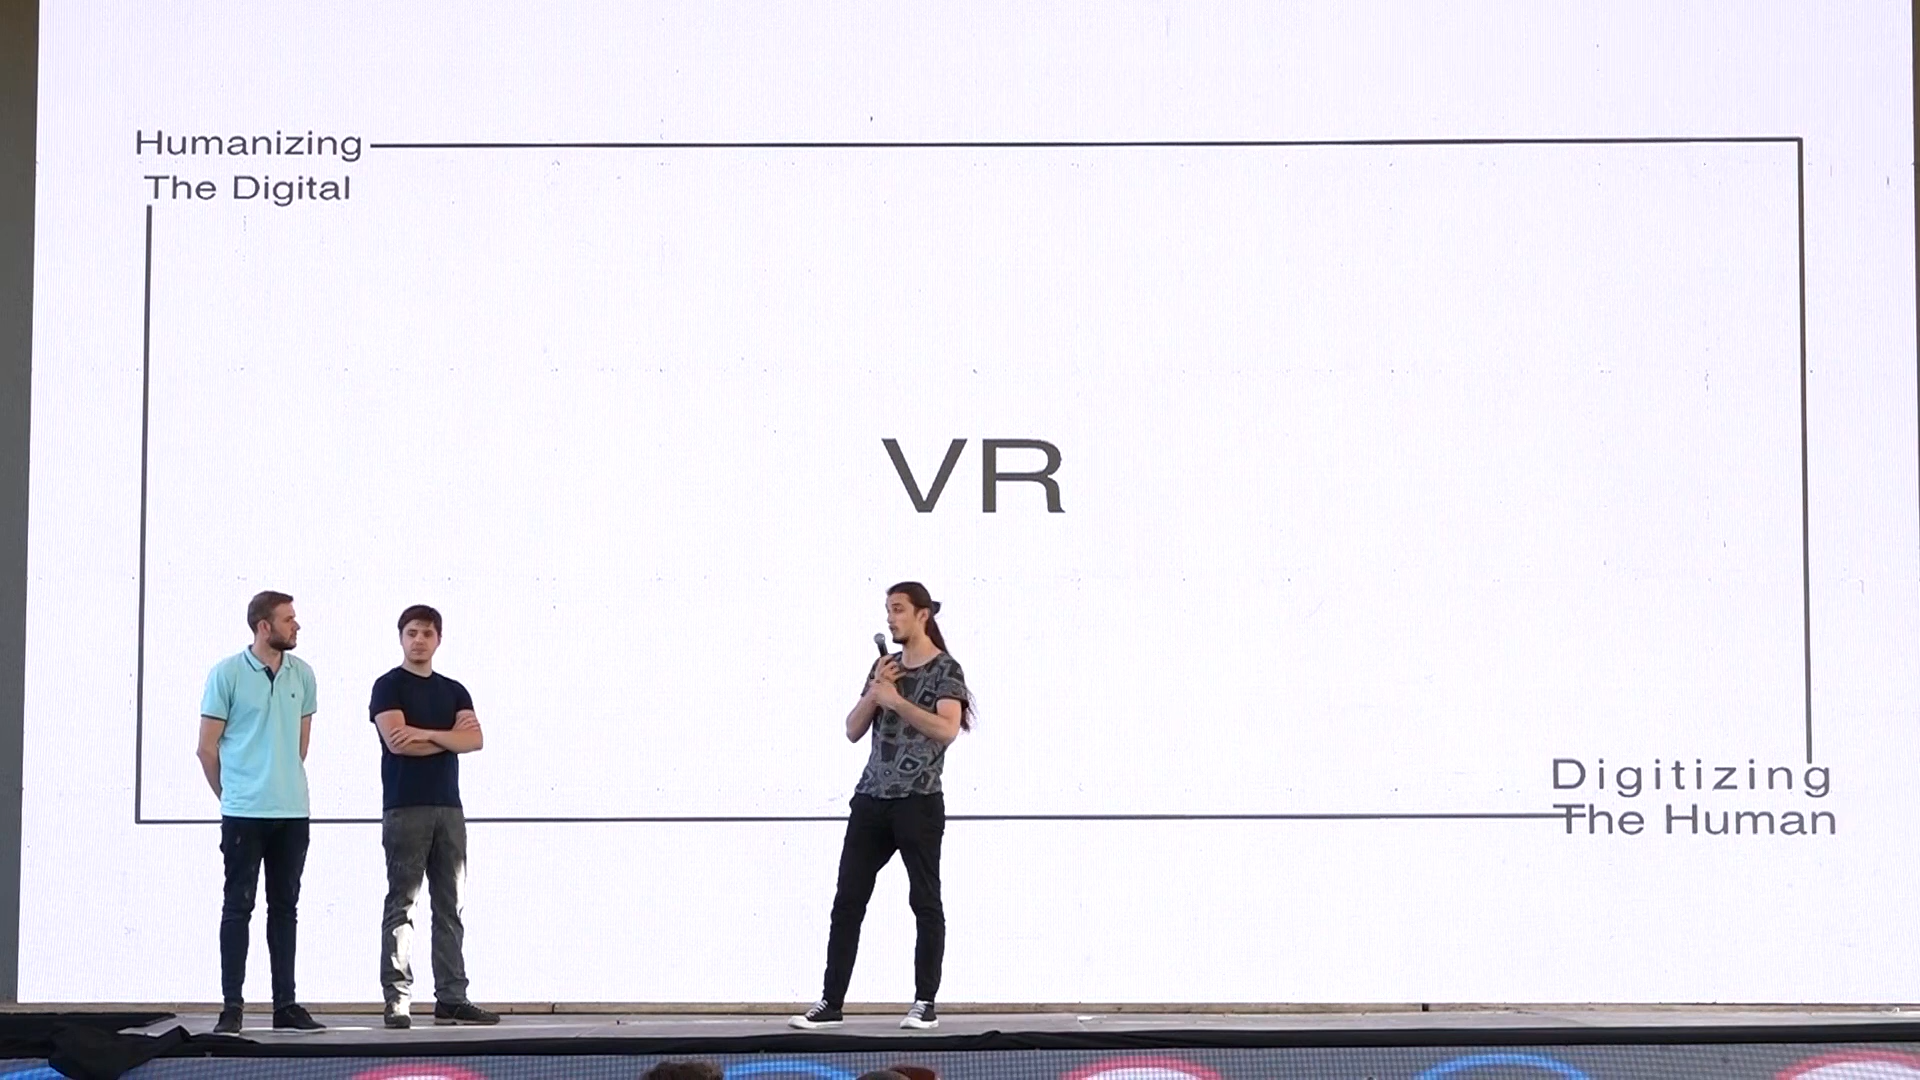 Humanizing
The Digital
VR
Digitizing
The Human